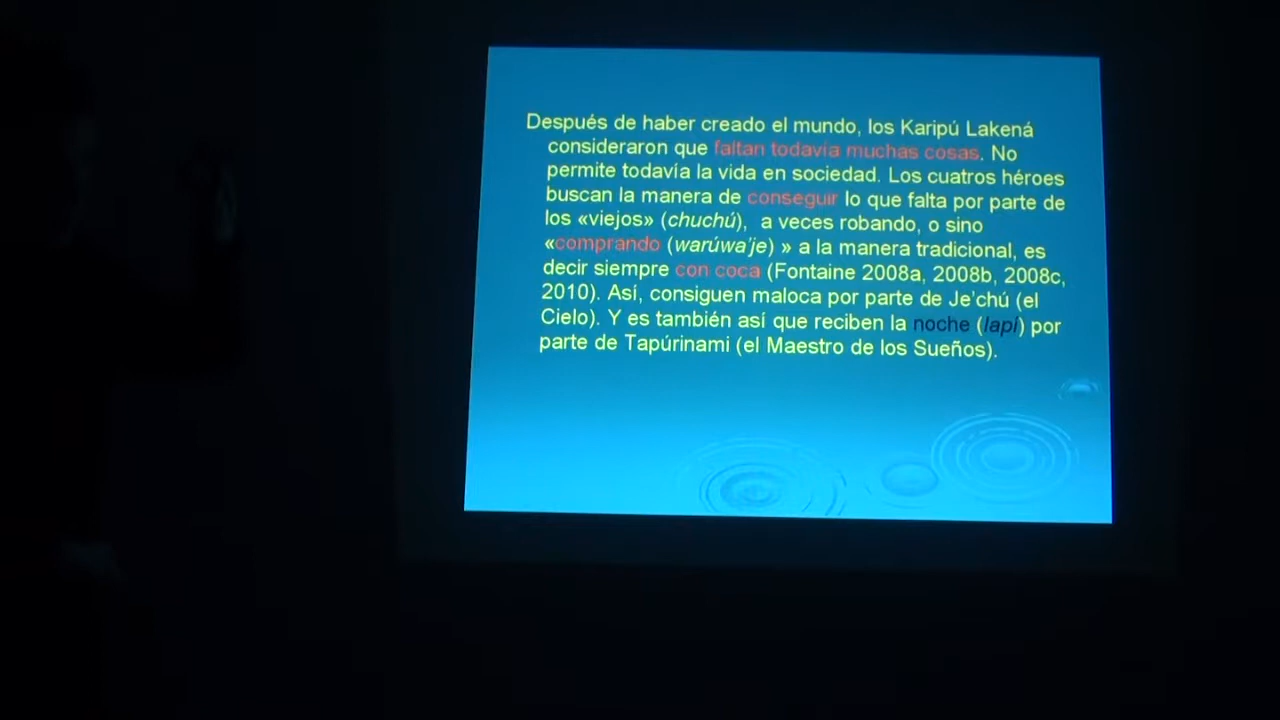 Después de haber creado el mundo, los Karipú Lakená
consideraron que faltan todavía muchas cosas. No
permite todavía la vida en sociedad. Los cuatros héroes
buscan la manera de conseguir lo que falta por parte de
los «viejos» (chuchú), a veces robando, o sino
«comprando (warúwa'je) » a la manera tradicional, es
decir siempre con coca (Fontaine 2008a, 2008b, 2008c,
2010). Así, consiguen maloca por parte de Je'chú (el
Cielo). Y es también así que reciben la noche (lapí) por
parte de Tapúrinami (el Maestro de los Sueños).